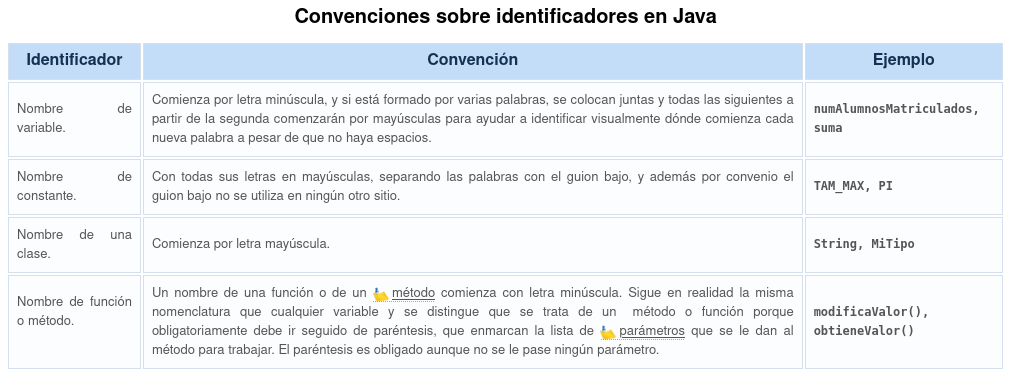 Convenciones sobre identificadores en Java
Identificador Convención Ejemplo
Nombre de
variable.
Comienza por letra minúscula, y si está formado por varias palabras, se colocan juntas y todas las siguientes a
partir de la segunda comenzarán por mayúsculas para ayudar a identificar visualmente dónde comienza cada
nueva palabra a pesar de que no haya espacios.
numAlumnosMatriculados,
suma
Nombre de
constante.
Con todas sus letras en mayúsculas, separando las palabras con el guion bajo, y además por convenio el
guion bajo no se utiliza en ningún otro sitio.
TAM_MAX, PI
Nombre de una
clase.
Comienza por letra mayúscula.
String, MiTipo
Nombre de función
o método.
Un nombre de una función o de un método comienza con letra minúscula. Sigue en realidad la misma
nomenclatura que cualquier variable y se distingue que se trata de un método o función porque
obligatoriamente debe ir seguido de paréntesis, que enmarcan la lista de parámetros que se le dan al
método para trabajar. El paréntesis es obligado aunque no se le pase ningún parámetro.
modificaValor(),
obtieneValor()